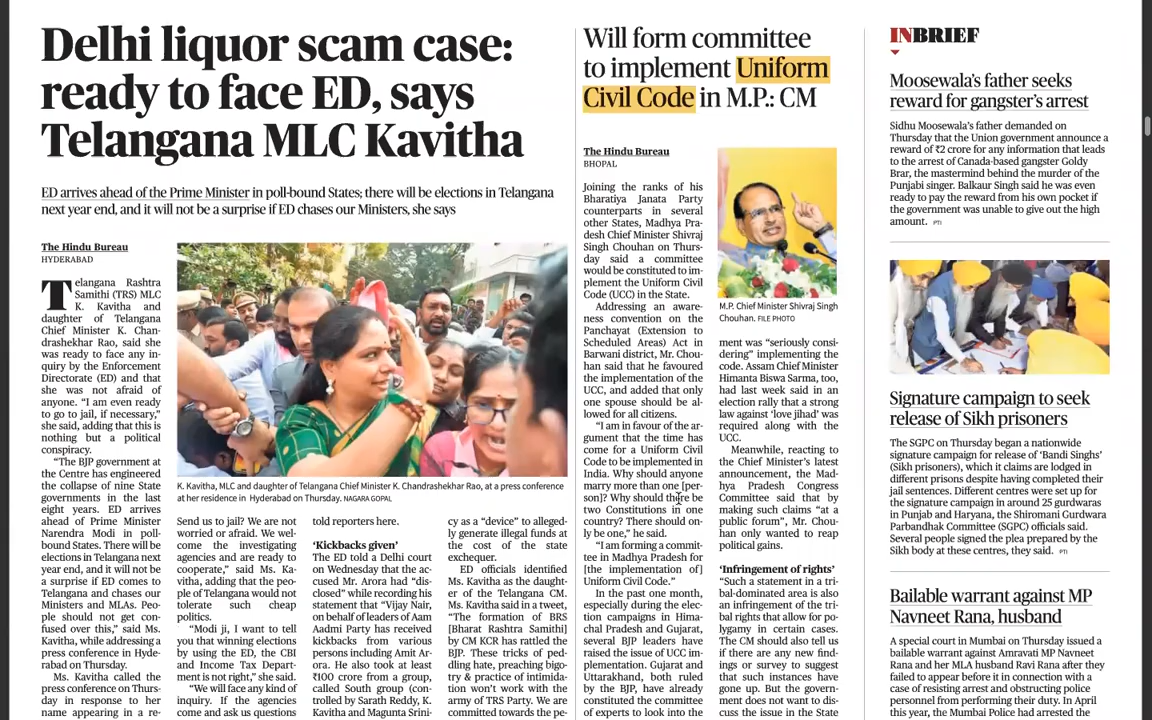 Delhi liquor scam case:
ready to face ED, says
Telangana MLC Kavitha
ED arrives ahead of the Prime Minister in poll-bound States; there will be elections in Telangana
next year end, and it will not be a surprise if ED chases our Ministers, she says
The Hindu Bureau
HYDERABAD
Telangana Rashtra
Samithi (TRS) MLC
K. Kavitha and
daughter of Telangana
Chief Minister K. Chan-
drashekhar Rao, said she
was ready to face any in-
quiry by the Enforcement
Directorate (ED) and that
she was not afraid of
anyone. “I am even ready
to go to jail, if necessary,”
she said, adding that this is
nothing but a political
conspiracy.
“The BJP government at
the Centre has engineered
the collapse of nine State
governments in the last
eight years. ED arrives
ahead of Prime Minister
Narendra Modi in poll-
bound States. There will be
elections in Telangana next
year end, and it will not be
a surprise if ED comes to
Telangana and chases our
Ministers and MLAs. Peo-
ple should not get con-
fused over this,” said Ms.
Kavitha, while addressing a
press conference in Hyde-
rabad on Thursday.
Ms. Kavitha called the
press conference on Thurs-
day in response to her
name appearing in a re-
K. Kavitha, MLC and daughter of Telangana Chief Minister K. Chandrashekhar Rao, at a press conference
at her residence in Hyderabad on Thursday. NAGARA GOPAL
Send us to jail? We are not
worried or afraid. We wel-
come the investigating
agencies and are ready to
cooperate,” said Ms. Ka-
vitha, adding that the peo-
ple of Telangana would not
tolerate such cheap
politics.
“Modi ji, I want to tell
you that winning elections
by using the ED, the CBI
and Income Tax Depart-
ment is not right,” she said.
“We will face any kind of
inquiry. If the agencies
come and ask us questions
told reporters here.
‘Kickbacks given’
The ED told a Delhi court
on Wednesday that the ac-
cused Mr. Arora had “dis-
closed” while recording his
statement that “Vijay Nair,
on behalf of leaders of Aam
Aadmi Party has received
kickbacks from various
persons including Amit Ar-
ora. He also took at least
₹100 crore from a group,
called South group (con-
trolled by Sarath Reddy, K.
Kavitha and Magunta Srini-
cy as a “device” to alleged-
ly generate illegal funds at
the cost of the state
exchequer.
ED officials identified
Ms. Kavitha as the daught-
er of the Telangana CM.
Ms. Kavitha said in a tweet,
“The formation of BRS
[Bharat Rashtra Samithi]
by CM KCR has rattled the
BJP. These tricks of ped-
dling hate, preaching bigo-
try & practice of intimida-
tion won’t work with the
army of TRS Party. We are
committed towards the pe-
Will form committee
to implement Uniform
Civil Code in M.P.: CM
The Hindu Bureau
BHOPAL
Joining the ranks of his
Bharatiya Janata Party
counterparts in several
other States, Madhya Pra-
desh Chief Minister Shivraj
Singh Chouhan on Thurs-
day said a committee
would be constituted to im-
plement the Uniform Civil
Code (UCC) in the State.
Addressing an aware-
ness convention on the
Panchayat (Extension to
Scheduled Areas) Act in
Barwani district, Mr. Chou-
han said that he favoured
the implementation of the
UCC, and added that only
one spouse should be al-
lowed for all citizens.
“I am in favour of the ar-
gument that the time has
come for a Uniform Civil
Code to be implemented in
India. Why should anyone
marry more than one [per-
son]? Why should there be
two Constitutions in one
country? There should on-
ly be one,” he said.
“I am forming a commit-
tee in Madhya Pradesh for
[the implementation of]
Uniform Civil Code.”
In the past one month,
especially during the elec-
tion campaigns in Hima-
chal Pradesh and Gujarat,
several BJP leaders have
raised the issue of UCC im-
plementation. Gujarat and
Uttarakhand, both ruled
by the BJP, have already
constituted the committee
of experts to look into the
M.P. Chief Minister Shivraj Singh
Chouhan. FILE PHOTO
ment was “seriously consi-
dering” implementing the
code. Assam Chief Minister
Himanta Biswa Sarma, too,
had last week said in an
election rally that a strong
law against ‘love jihad’ was
required along with the
UCC.
Meanwhile, reacting to
the Chief Minister’s latest
announcement, the Mad-
hya Pradesh Congress
Committee said that by
making such claims “at a
public forum”, Mr. Chou-
han only wanted to reap
political gains.
‘Infringement of rights’
“Such a statement in a tri-
bal-dominated area is also
an infringement of the tri-
bal rights that allow for po-
lygamy in certain cases.
The CM should also tell us
if there are any new find-
ings or survey to suggest
that such instances have
gone up. But the govern-
ment does not want to dis-
cuss the issue in the State
INBRIEF
Moosewala’s father seeks
reward for gangster’s arrest
Sidhu Moosewala’s father demanded on
Thursday that the Union government announce a
reward of ₹2 crore for any information that leads
to the arrest of Canada-based gangster Goldy
Brar, the mastermind behind the murder of the
Punjabi singer. Balkaur Singh said he was even
ready to pay the reward from his own pocket if
the government was unable to give out the high
amount. PTI
Signature campaign to seek
release of Sikh prisoners
The SGPC on Thursday began a nationwide
signature campaign for release of ‘Bandi Singhs’
(Sikh prisoners), which it claims are lodged in
different prisons despite having completed their
jail sentences. Different centres were set up for
the signature campaign in around 25 gurdwaras
in Punjab and Haryana, the Shiromani Gurdwara
Parbandhak Committee (SGPC) officials said.
Several people signed the plea prepared by the
Sikh body at these centres, they said. PTI
Bailable warrant against MP
Navneet Rana, husband
A special court in Mumbai on Thursday issued a
bailable warrant against Amravati MP Navneet
Rana and her MLA husband Ravi Rana after they
failed to appear before it in connection with a
case of resisting arrest and obstructing police
personnel from performing their duty. In April
this year, the Mumbai Police had arrested the